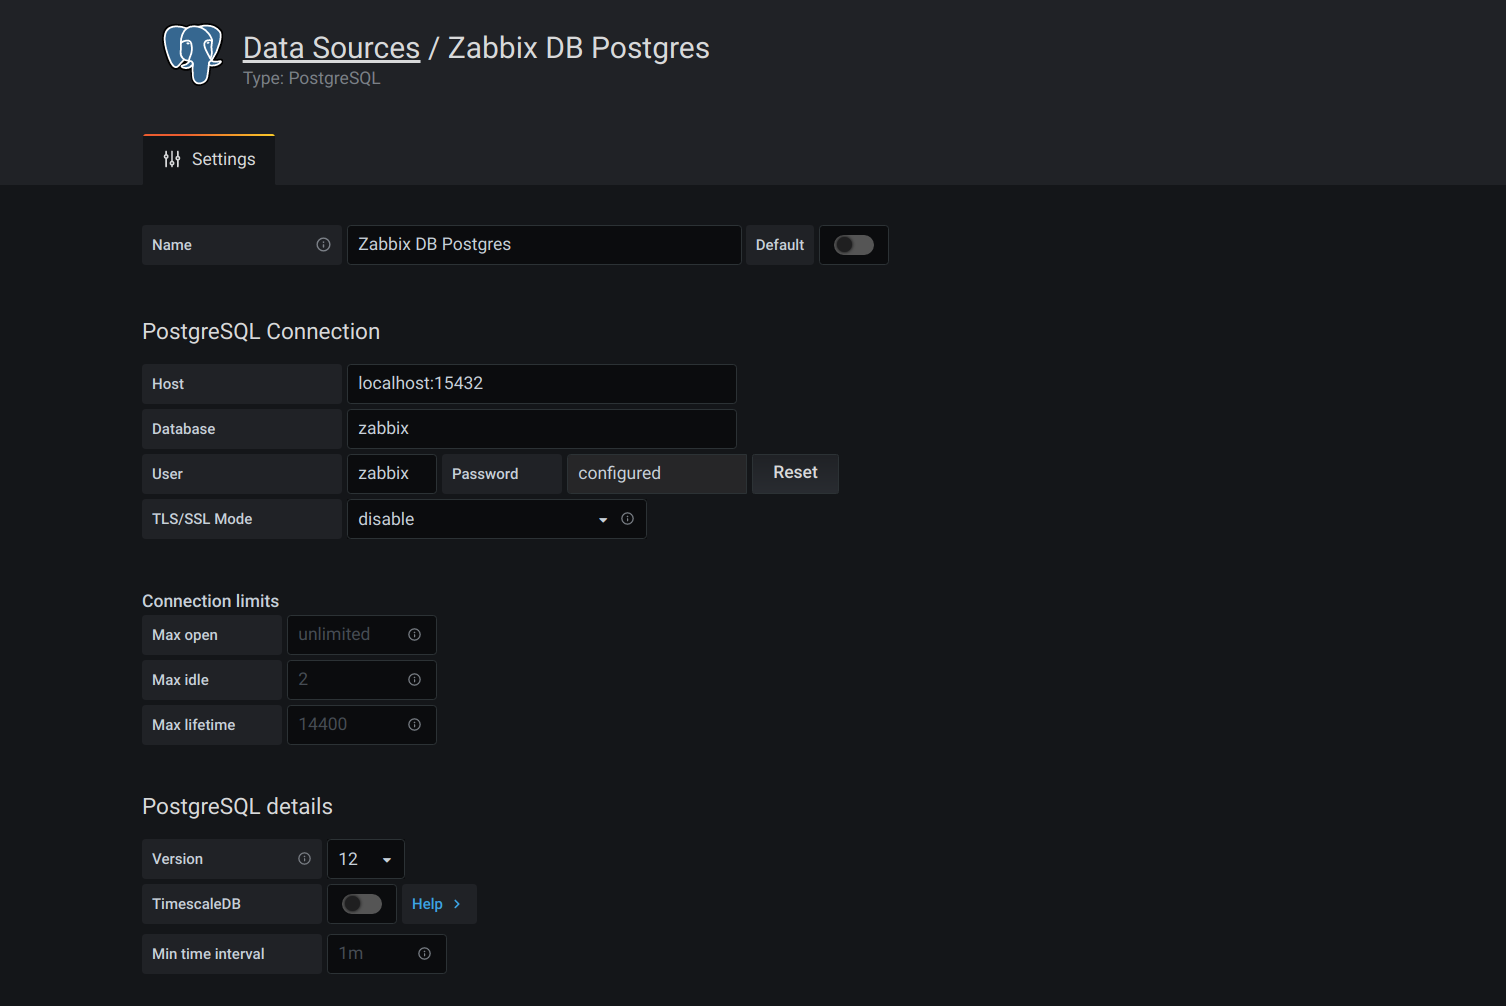 Data Sources / Zabbix DB Postgres
Type: PostgreSQL
Settings
Name Zabbix DB Postgres Default
PostgreSQL Connection
Host localhost:15432
Database zabbix
User zabbix Password configured Reset
TLS/SSL Mode disable
Connection limits
Max open unlimited
Max idle 2
Max lifetime 14400
PostgreSQL details
Version 12
TimescaleDB Help
Min time interval 1m